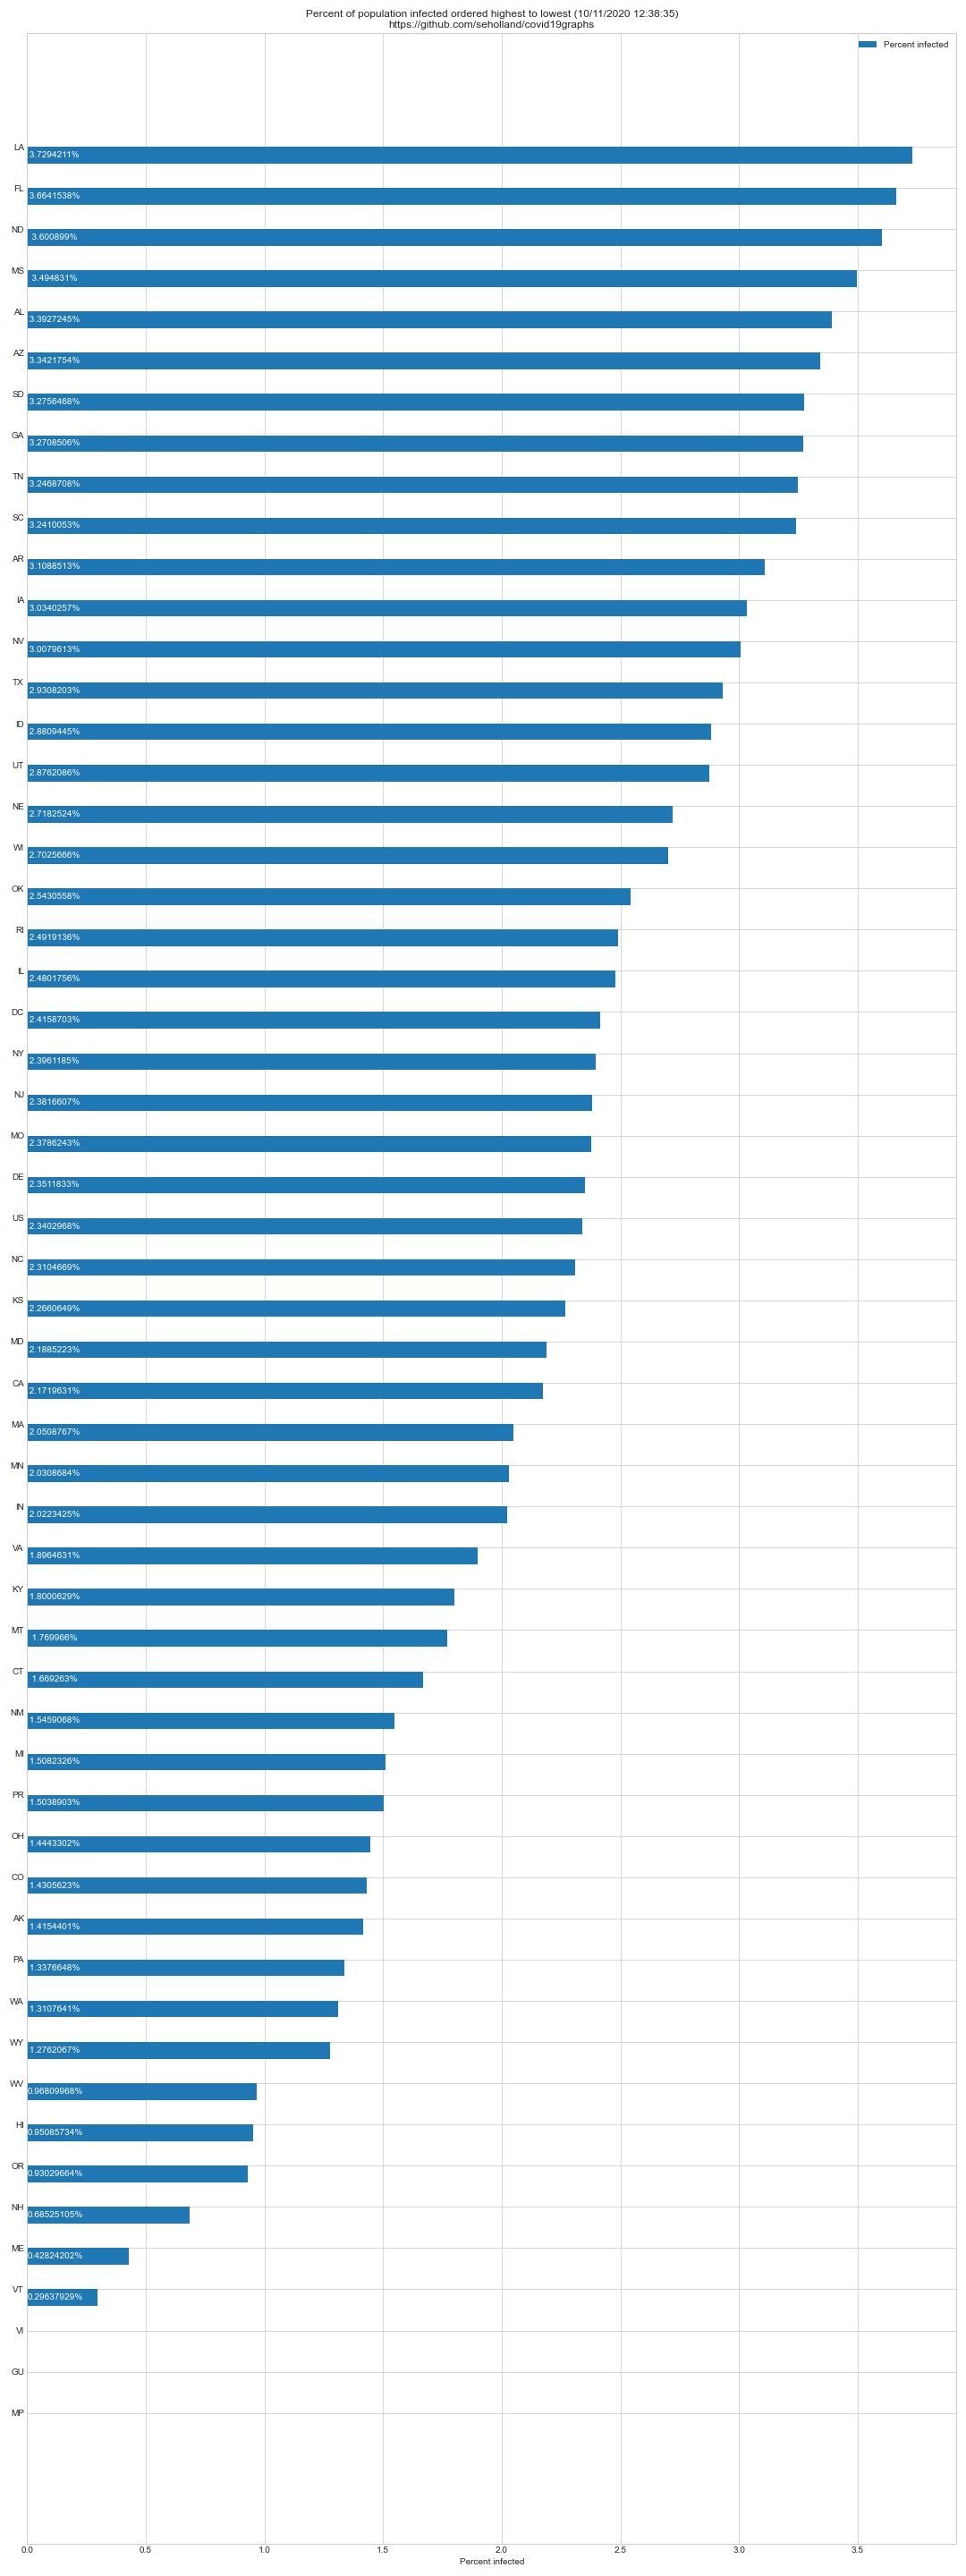 Percent of population infected ordered highest to lowest (10/11/2020 12:38:35)
https://github.com/seholland/covid19graphs
Percent infected
LA 3.7294211%
FL 3.6641538%
ND 3.600899%
MS 3.494831%
AL 3.3927245%
AZ 3.3421754%
SD 3.2756468%
GA 3.2708506%
TN 3.2468708%
SC 3.2410053%
AR 3.1088513%
IA 3.0340257%
NV 3.0079613%
TX 2.9308203%
ID 2.8809445%
UT 2.8762086%
NE 2.7182524%
WI 2.7025666%
OK 2.5430558%
RI 2.4919136%
IL 2.4801756%
DC 2.4158703%
NY 2.3961185%
NJ 2.3816607%
MO 2.3786243%
DE 2.3511833%
US 2.3402968%
NC 2.3104669%
KS 2.2660649%
MD 2.1885223%
CA 2.1719631%
MA 2.0508767%
MN 2.0308684%
IN 2.0223425%
VA 1.8964631%
KY 1.8000629%
MT 1.769966%
CT 1.669263%
NM 1.5459068%
MI 1.5082326%
PR 1.5038903%
OH 1.4443302%
CO 1.4305623%
AK 1.4154401%
PA 1.3376648%
WA 1.3107641%
WY 1.2762067%
WV 0.96809968%
HI 0.95085734%
OR 0.93029664%
NH 0.68525105%
ME 0.42824202%
VT 0.29637929%
VI
GU
MP
0.0 0.5 1.0 1.5 2.0 2.5 3.0 3.5
Percent infected